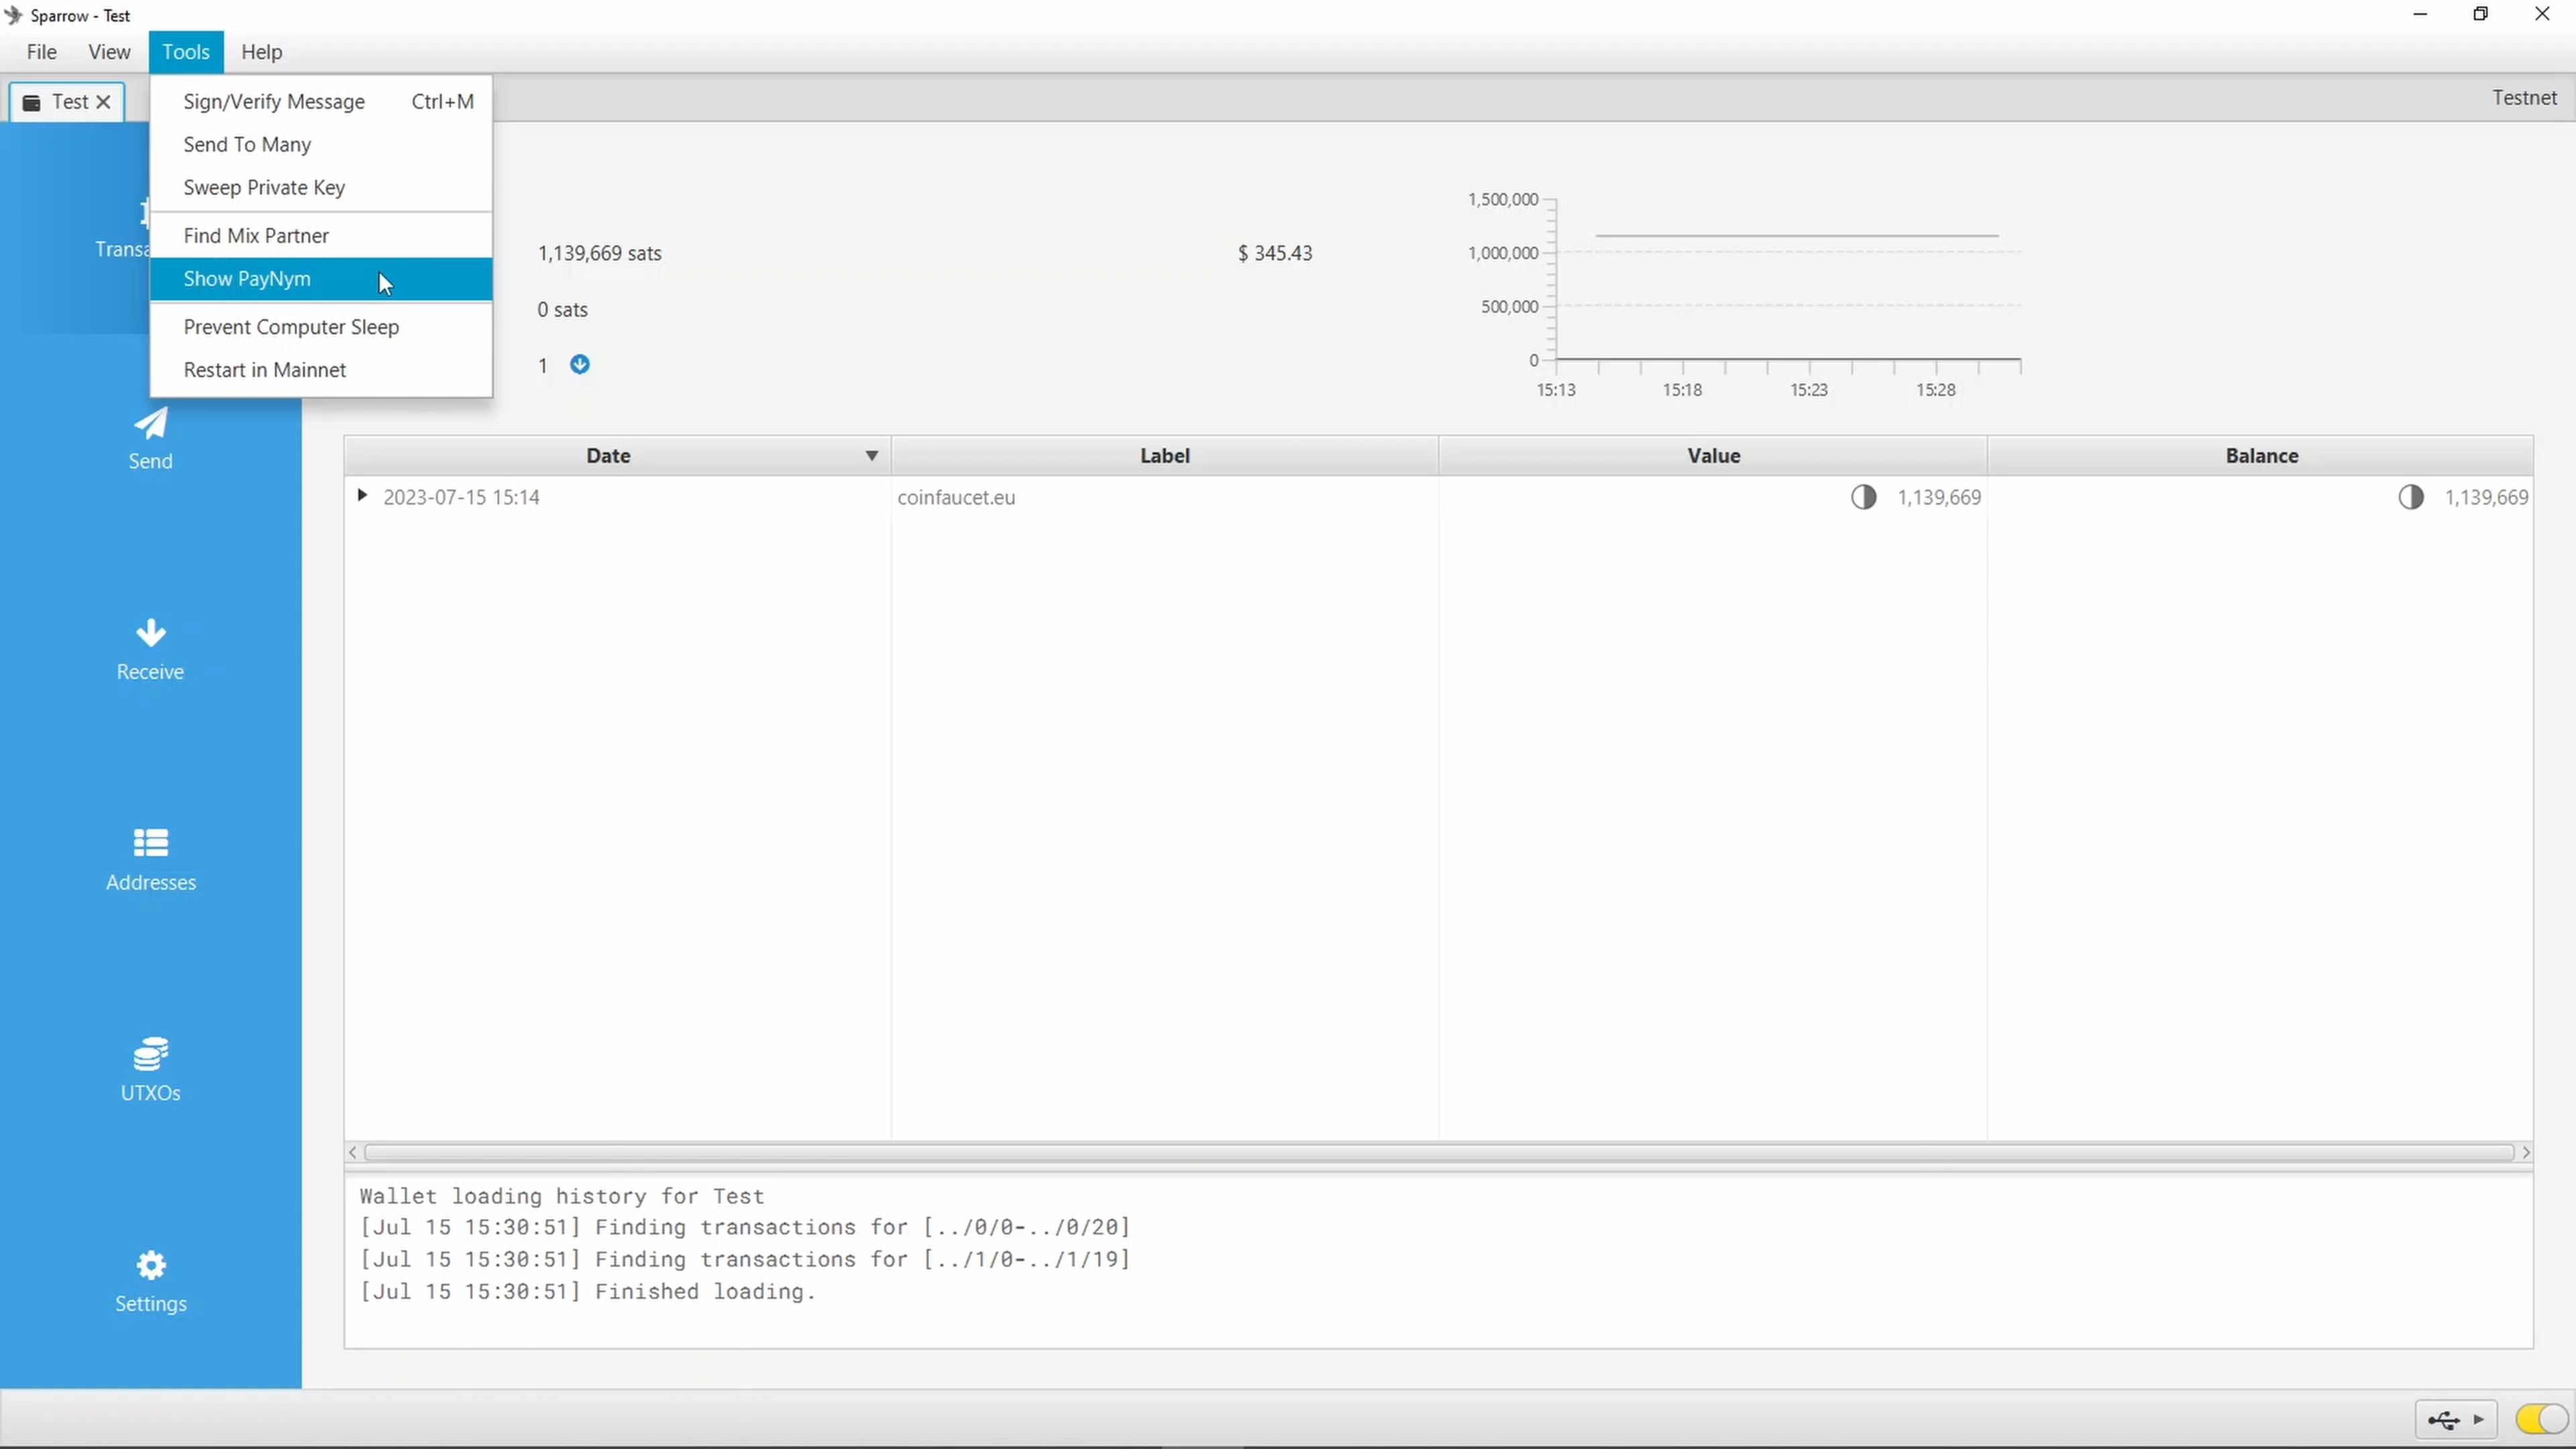 Sparrow - Test
File View Tools Help
Test
Testnet
Sign/Verify Message Ctrl+M
Send To Many
Sweep Private Key
Find Mix Partner
Show PayNym
Prevent Computer Sleep
Restart in Mainnet
1,139,669 sats
$ 345.43
0 sats
1
1,500,000
1,000,000
500,000
0
15:13 15:18 15:23 15:28
Send
Receive
Addresses
UTXOs
Settings
Date Label Value Balance
2023-07-15 15:14 coinfaucet.eu 1,139,669 1,139,669
Wallet loading history for Test
[Jul 15 15:30:51] Finding transactions for [../0/0-../0/20]
[Jul 15 15:30:51] Finding transactions for [../1/0-../1/19]
[Jul 15 15:30:51] Finished loading.